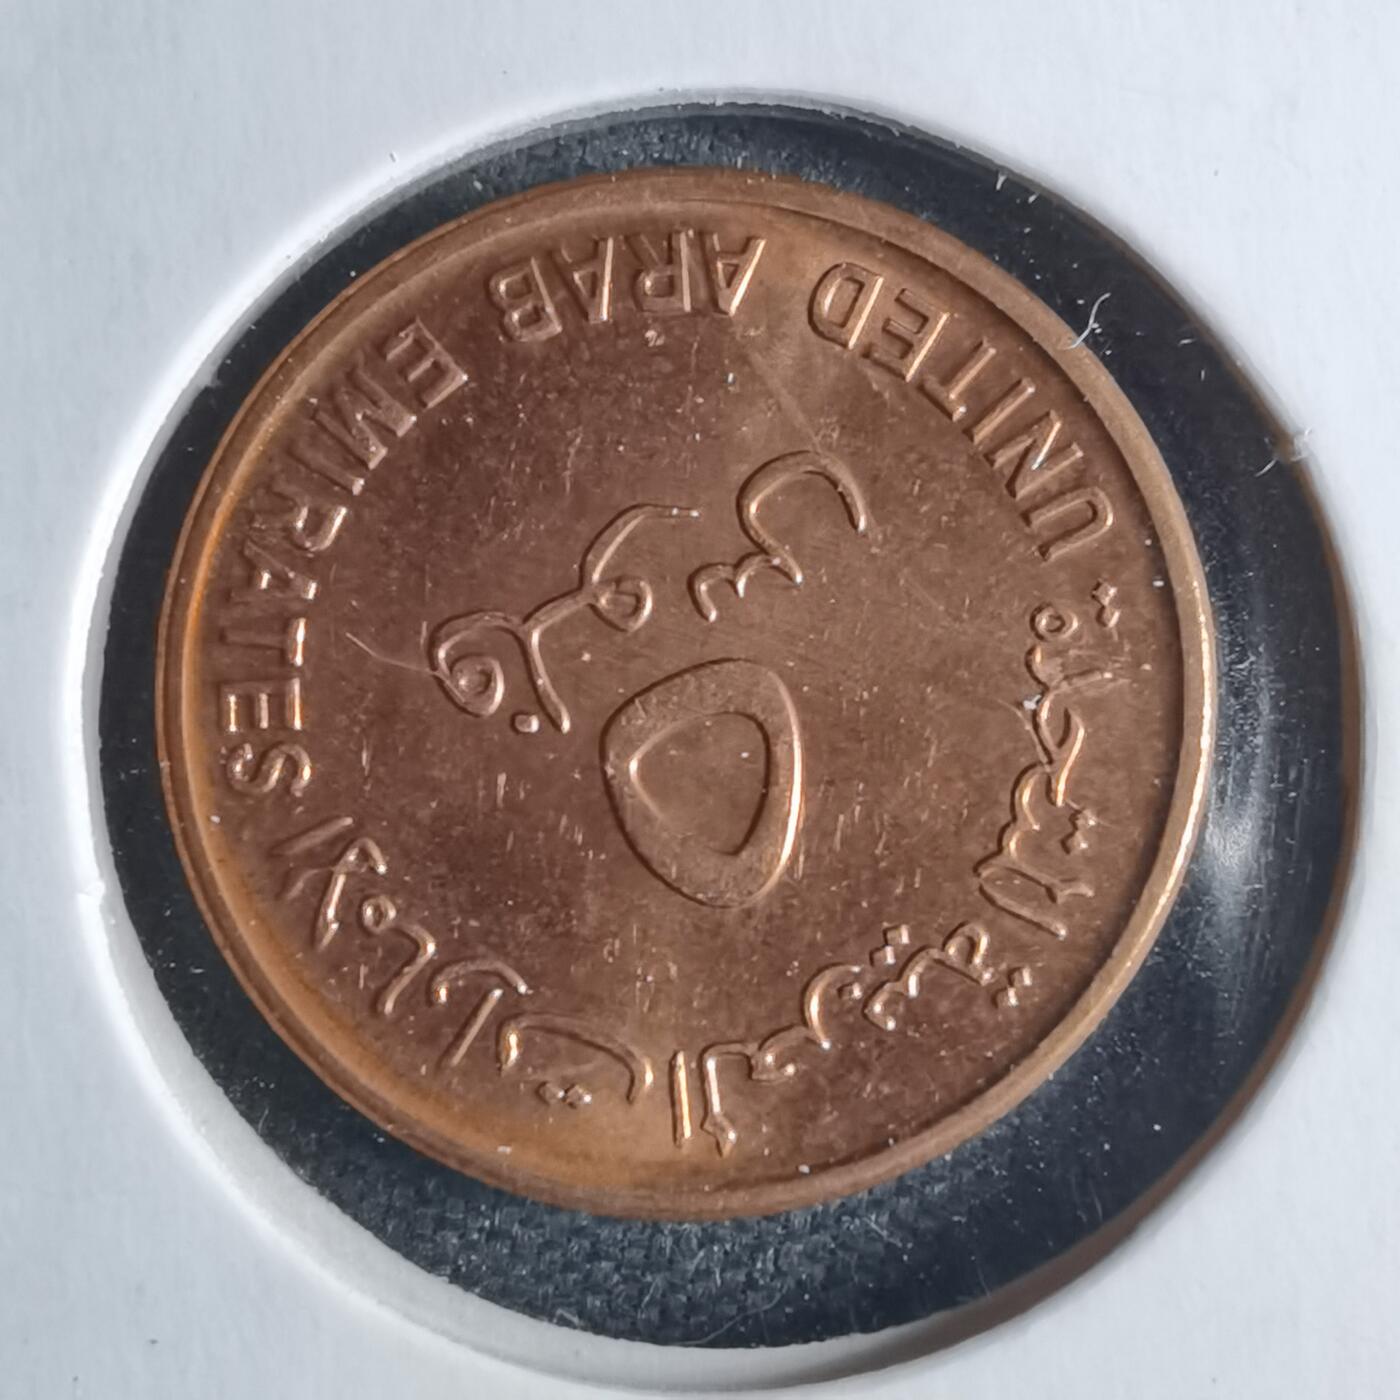 الامارات العربية المتحدة
٥
فلوس
UNITED ARAB EMIRATES